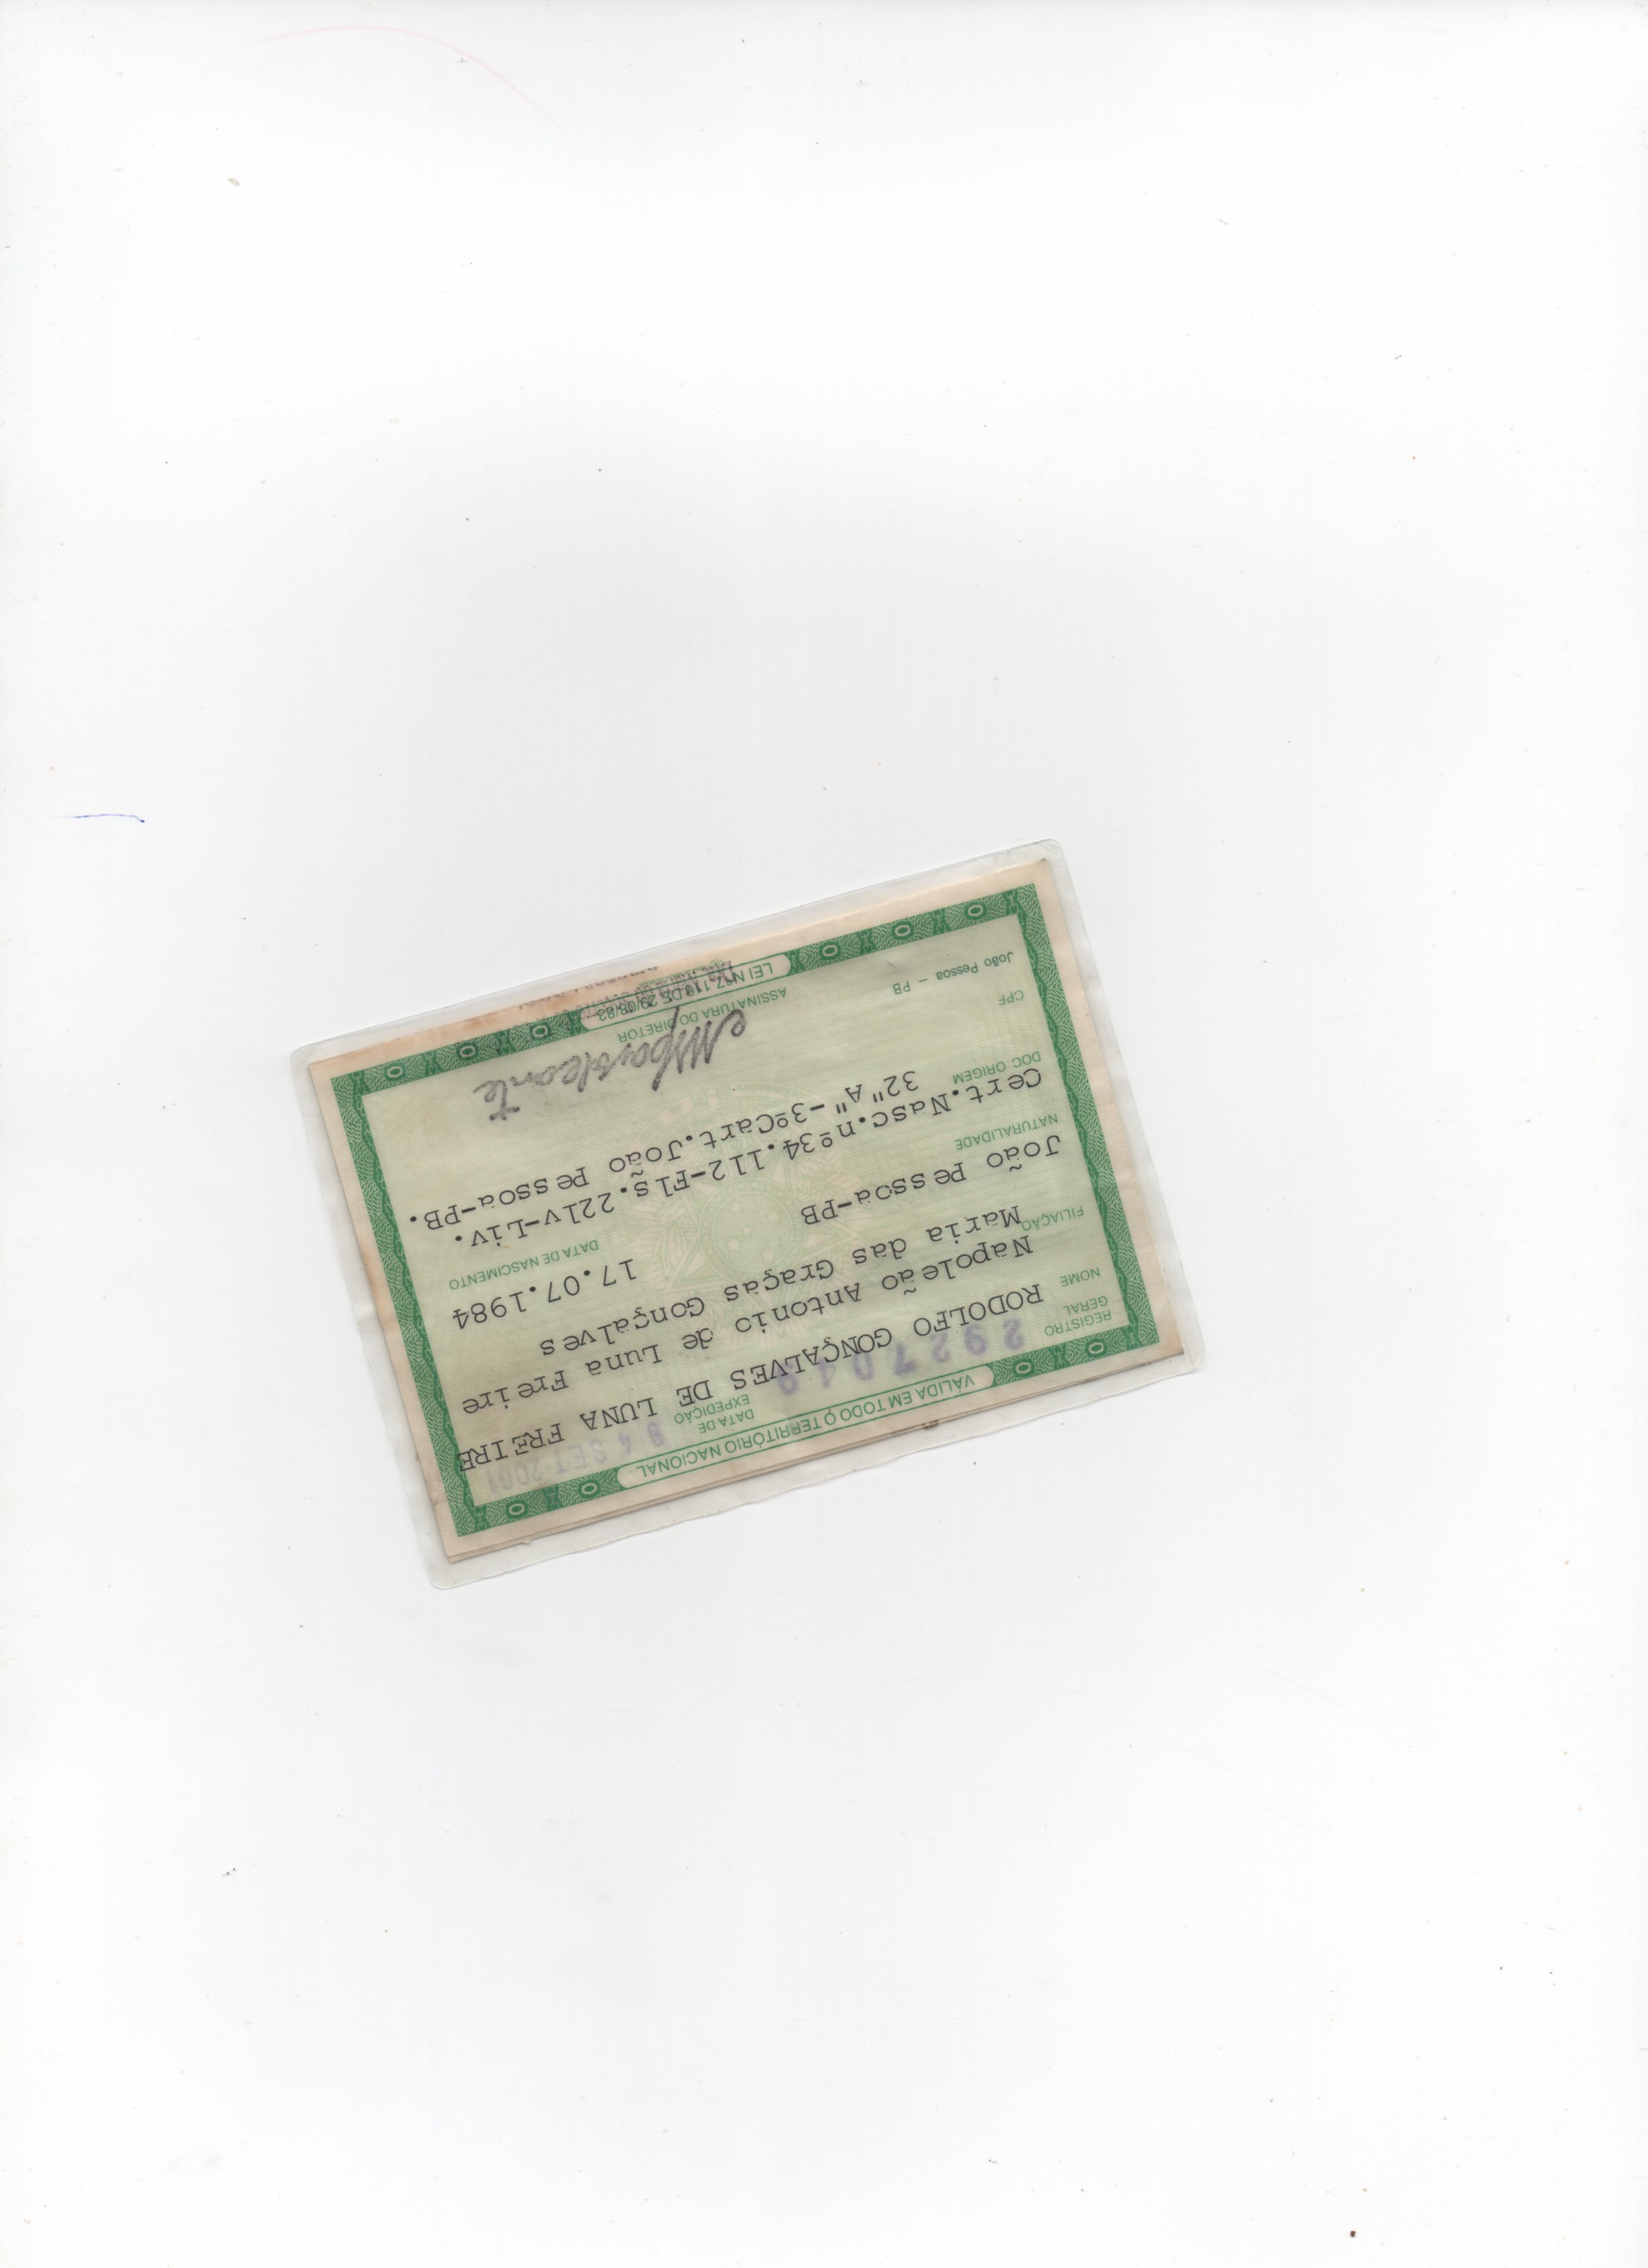 VÁLIDA EM TODO O TERRITÓRIO NACIONAL
REGISTRO GERAL
DATA DE EXPEDIÇÃO SET 2001
NOME RODOLFO GONÇALVES DE LUNA FREIRE
Napoleão Antonio de Luna Freire
FILIAÇÃO Maria das Graças Gonçalves
João Pessoa-PB 17.07.1984
NATURALIDADE DATA DE NASCIMENTO
Cert.Nasc.nº34.112-Fls.221v-Liv.
DOC ORIGEM 32"A"-3ºCart.João Pessoa-PB.
CPF
ASSINATURA DO DIRETOR
João Pessoa - PB
LEI Nº 7.116 DE 29/08/83